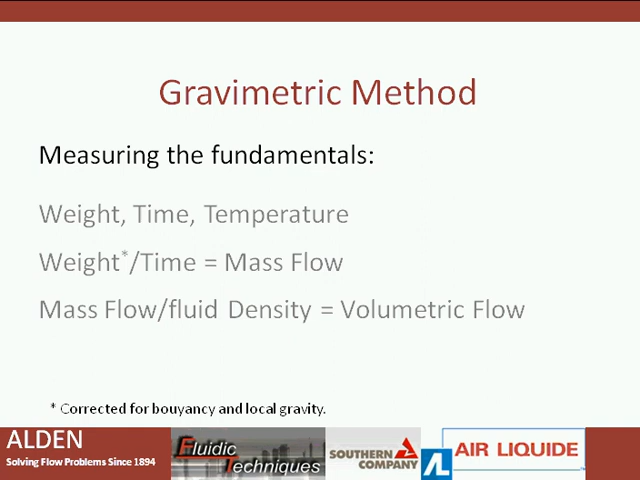 Gravimetric Method
Measuring the fundamentals:
Weight, Time, Temperature
Weight*/Time = Mass Flow
Mass Flow/fluid Density = Volumetric Flow
* Corrected for bouyancy and local gravity.
ALDEN
Solving Flow Problems Since 1894
Fluidic
Techniques
SOUTHERN
COMPANY
AL
AIR LIQUIDE